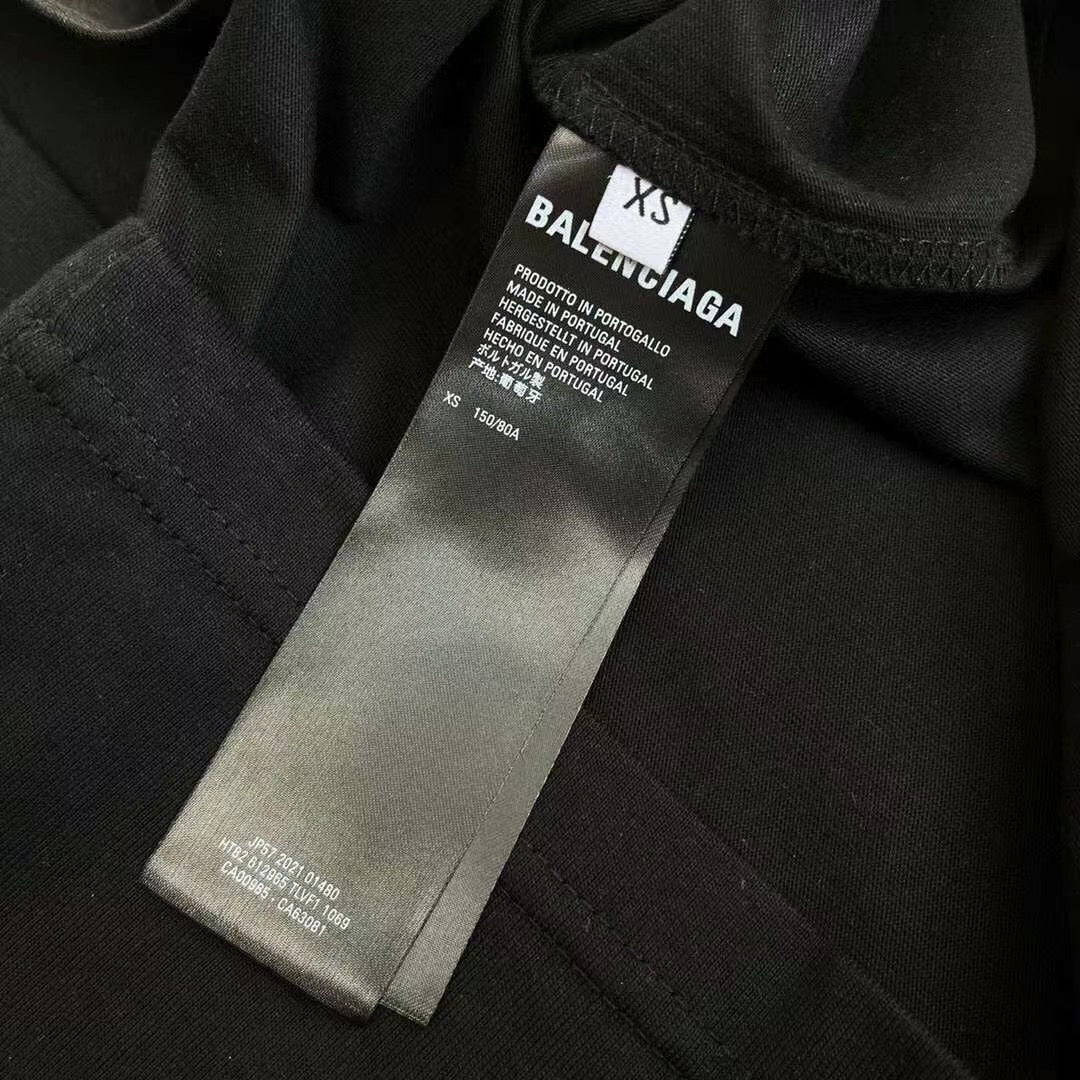 XS
BALENCIAGA
PRODOTTO IN PORTOGALLO
MADE IN PORTUGAL
HERGESTELLT IN PORTUGAL
FABRIQUE EN PORTUGAL
HECHO EN PORTUGAL
ポルトガル製
产地:葡萄牙
XS 150/80A
JP57 2021 01480
HT82 612965 TLVF1 1069
CA00985 - CA63081